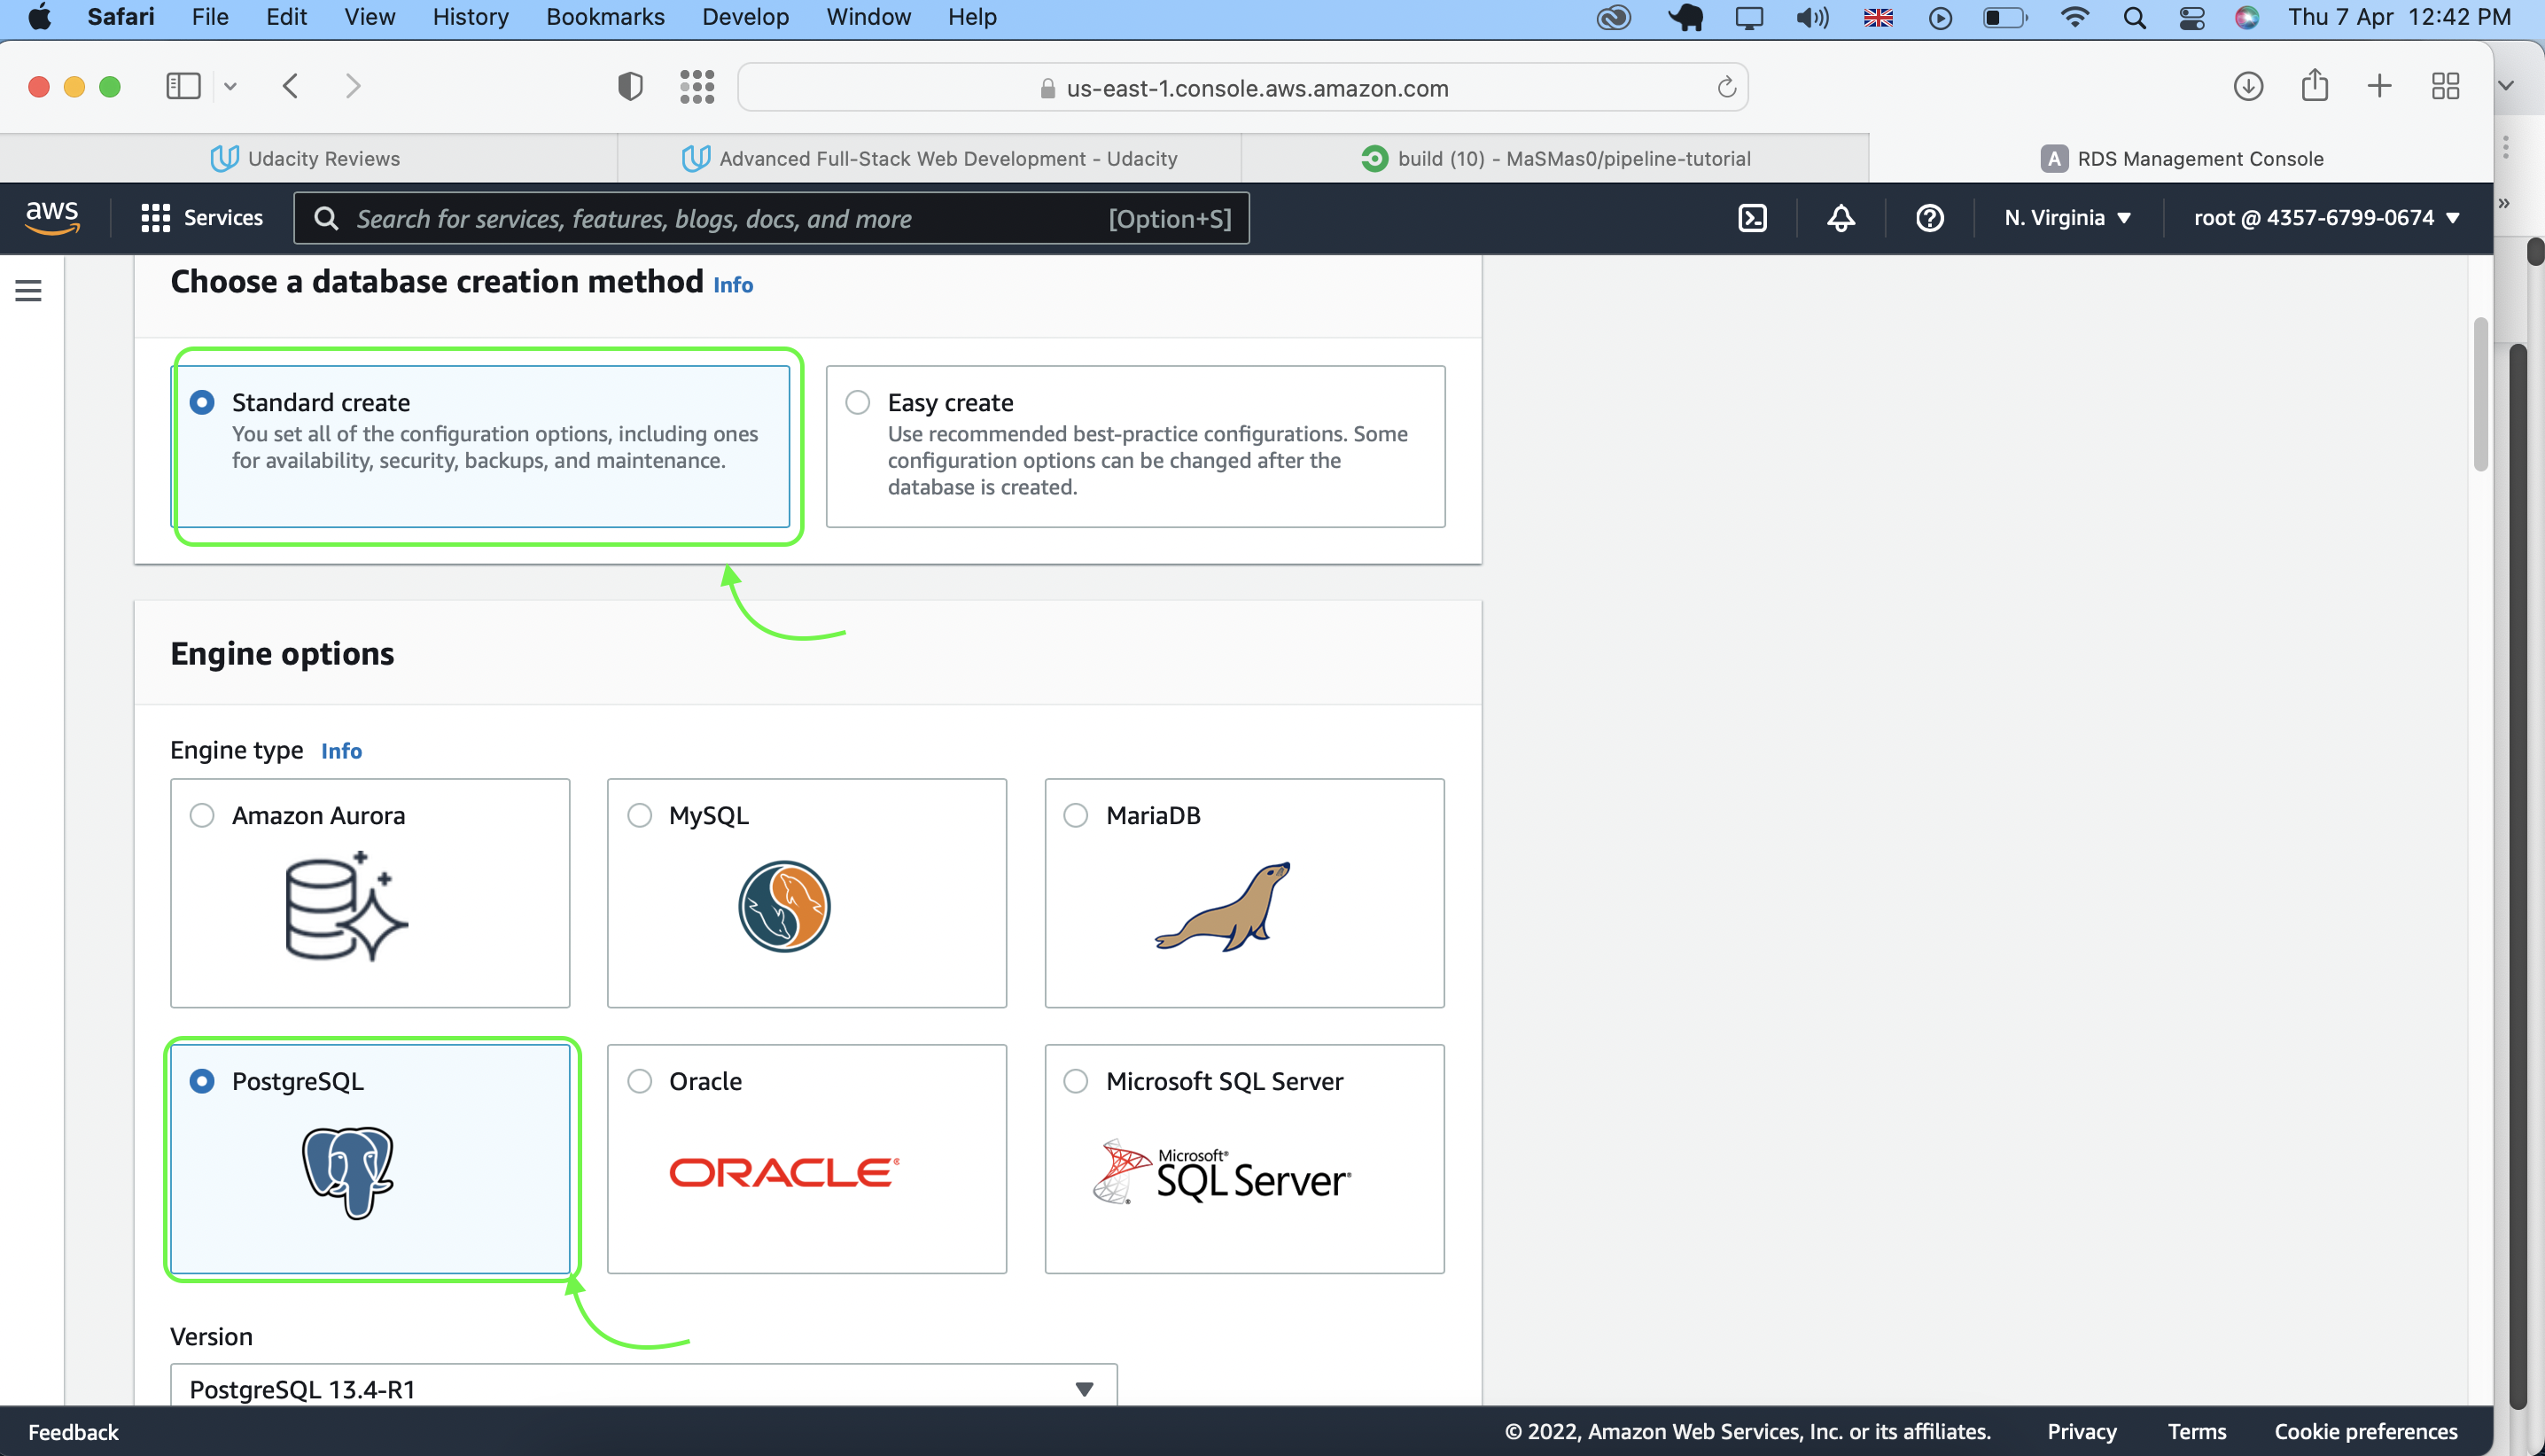 Safari File Edit View History Bookmarks Develop Window Help Thu 7 Apr 12:42 PM
us-east-1.console.aws.amazon.com
Udacity Reviews
Advanced Full-Stack Web Development - Udacity
build (10) - MaSMas0/pipeline-tutorial
A RDS Management Console
aws Services Search for services, features, blogs, docs, and more [Option+S] N. Virginia root @ 4357-6799-0674
Choose a database creation method Info
Standard create
You set all of the configuration options, including ones
for availability, security, backups, and maintenance.
Easy create
Use recommended best-practice configurations. Some
configuration options can be changed after the
database is created.
Engine options
Engine type Info
Amazon Aurora
MySQL
MariaDB
PostgreSQL
Oracle
ORACLE®
Microsoft SQL Server
Microsoft®
SQL Server®
Version
PostgreSQL 13.4-R1
Feedback © 2022, Amazon Web Services, Inc. or its affiliates. Privacy Terms Cookie preferences